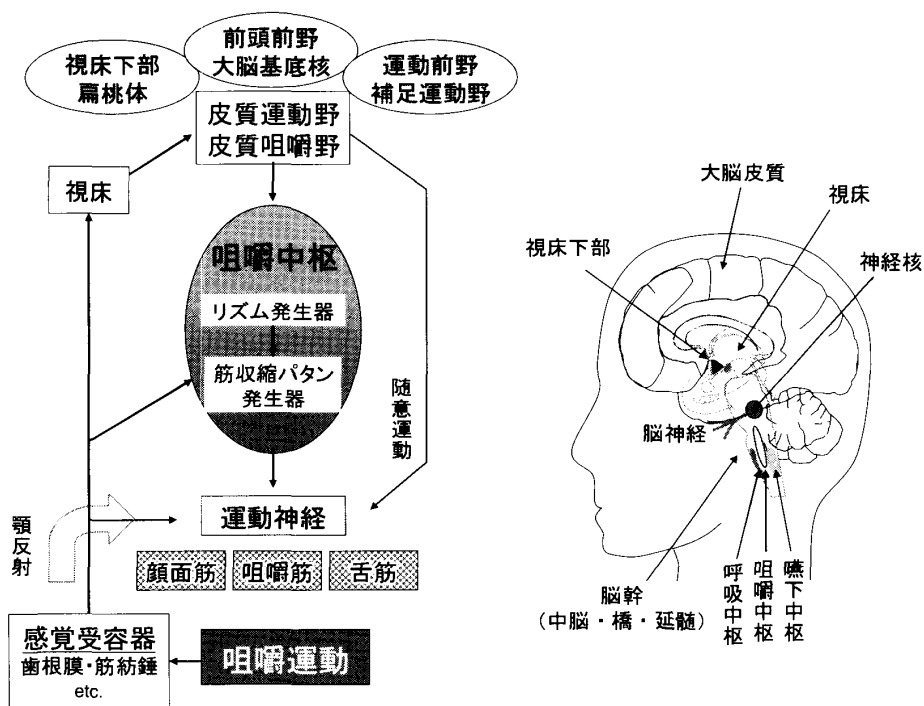 前頭前野
大脳基底核
視床下部
扁桃体
運動前野
補足運動野
皮質運動野
皮質咀嚼野
視床
咀嚼中枢
リズム発生器
筋収縮パタン
発生器
随意運動
運動神経
顎反射
顔面筋
咀嚼筋
舌筋
感覚受容器
歯根膜・筋紡錘
etc.
咀嚼運動
大脳皮質
視床
視床下部
神経核
脳神経
脳幹
(中脳・橋・延髄)
呼吸中枢
咀嚼中枢
嚥下中枢